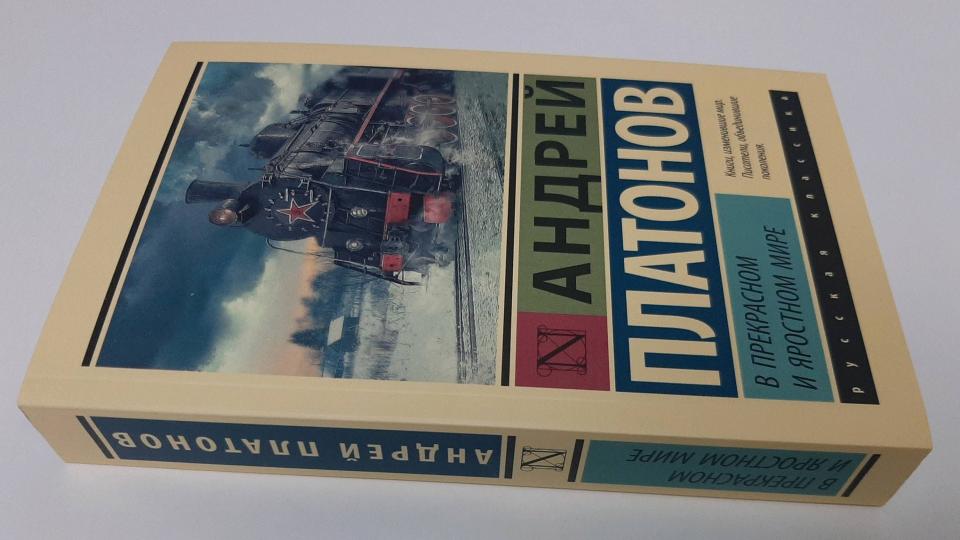 АНДРЕЙ
ПЛАТОНОВ
Книги, изменившие мир.
Писатели, объединившие
поколения.
В ПРЕКРАСНОМ
И ЯРОСТНОМ МИРЕ
русская классика
АНДРЕЙ ПЛАТОНОВ
В ПРЕКРАСНОМ
И ЯРОСТНОМ МИРЕ